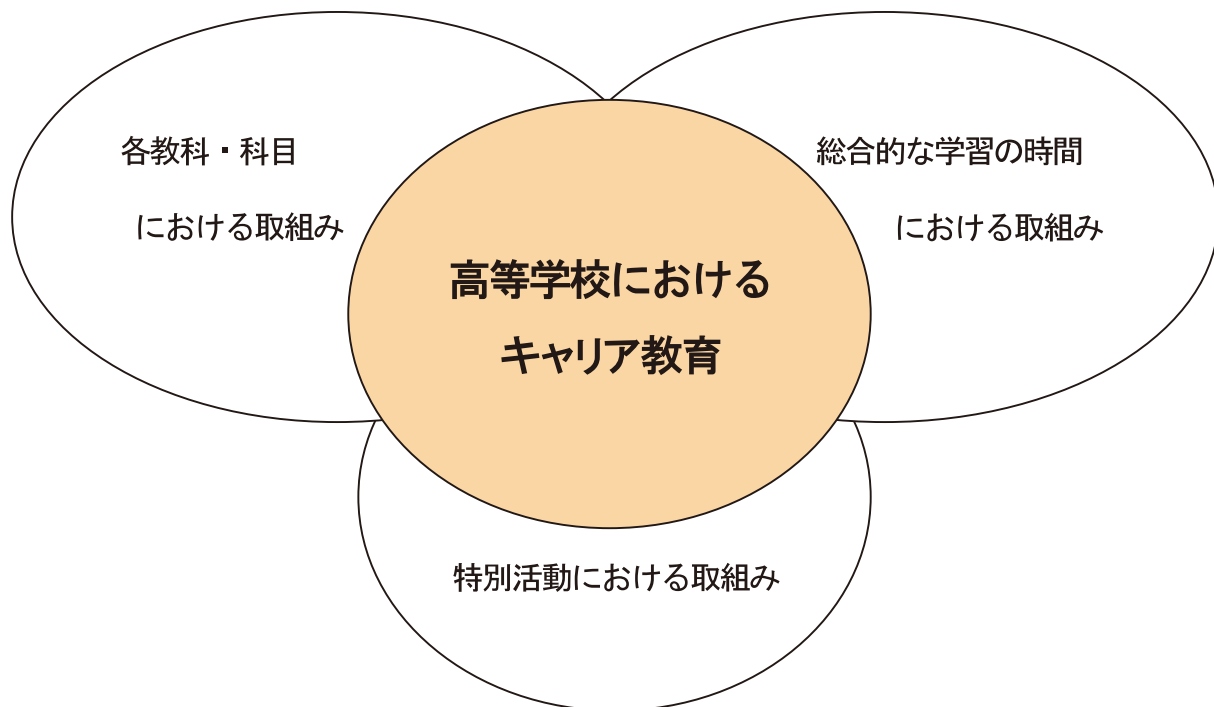 各教科・科目
における取組み
総合的な学習の時間
における取組み
高等学校における
キャリア教育
特別活動における取組み